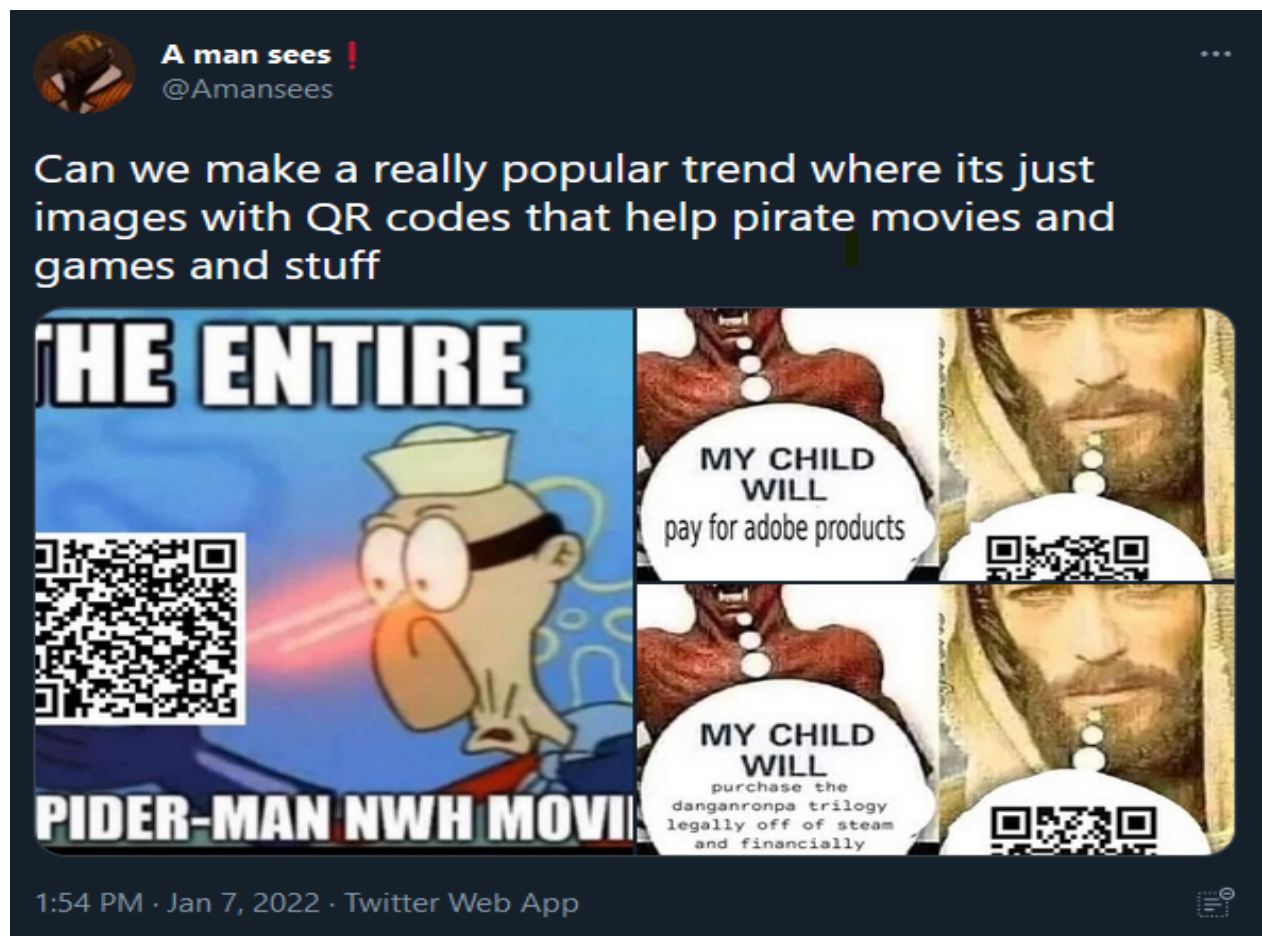 A man sees❗
@Amansees
Can we make a really popular trend where its just
images with QR codes that help pirate movies and
games and stuff
THE ENTIRE
PIDER-MAN NWH MOVI
MY CHILD
WILL
pay for adobe products
MY CHILD
WILL
purchase the
danganronpa trilogy
legally off of steam
and financially
1:54 PM · Jan 7, 2022 · Twitter Web App